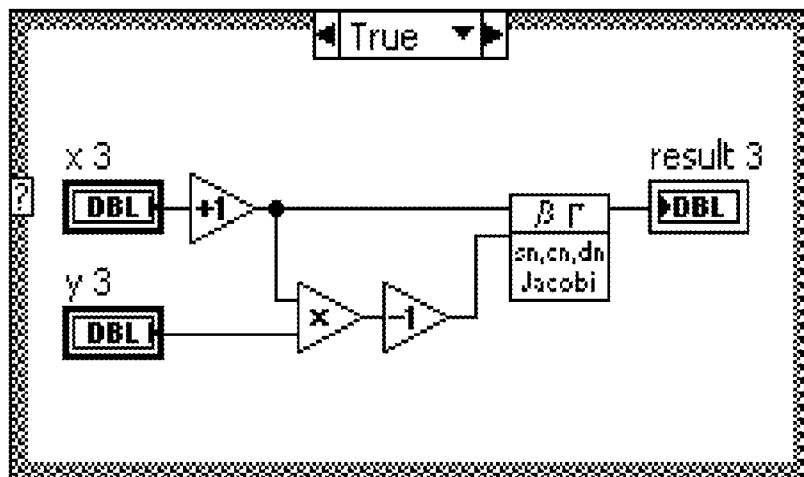 True
x 3
result 3
?
DBL
+1
β Γ
DBL
sn,cn,dn
Jacobi
y 3
DBL
x
-1